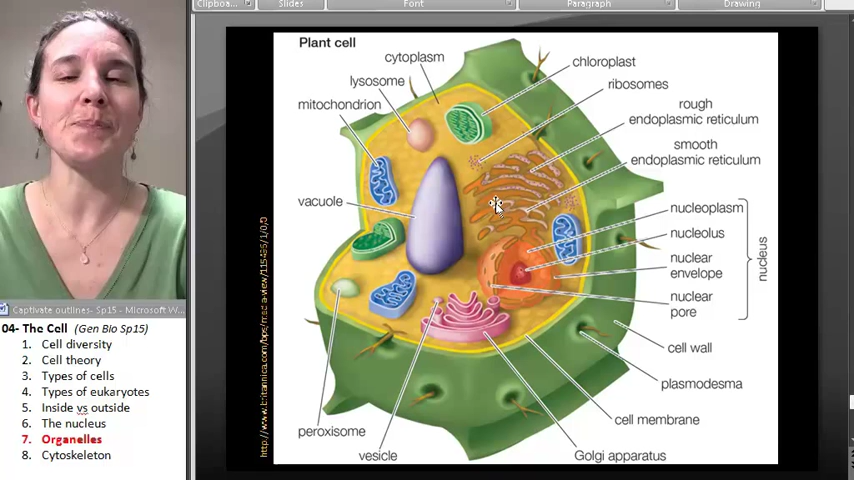 Clipboa...
Slides
Font
Paragraph
Drawing
Plant cell
cytoplasm
chloroplast
lysosome
ribosomes
mitochondrion
rough
endoplasmic reticulum
smooth
endoplasmic reticulum
vacuole
nucleoplasm
nucleolus
nuclear
envelope
nucleus
nuclear
pore
cell wall
plasmodesma
cell membrane
peroxisome
vesicle
Golgi apparatus
Captivate outlines- Sp15 - Microsoft W...
04- The Cell (Gen Bio Sp15)
1. Cell diversity
2. Cell theory
3. Types of cells
4. Types of eukaryotes
5. Inside vs outside
6. The nucleus
7. Organelles
8. Cytoskeleton